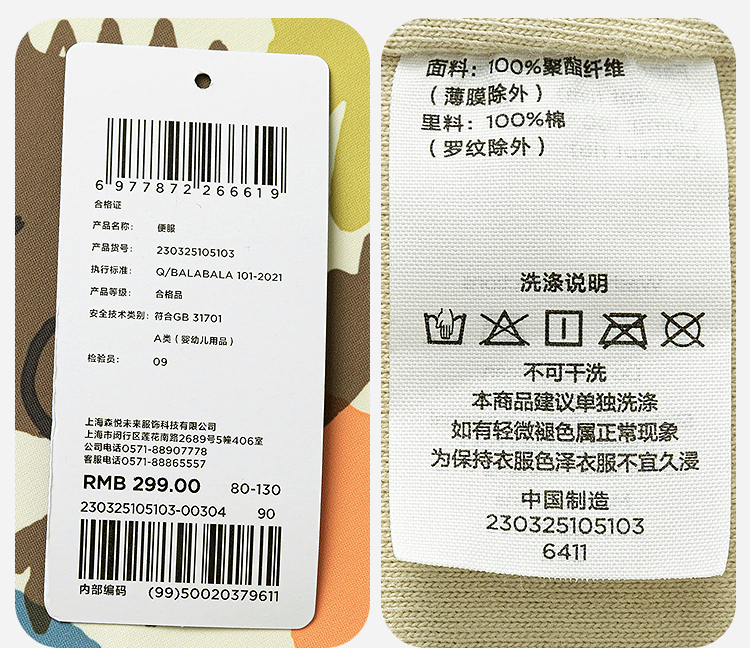 6 977872 266619
合格证
产品名称： 便服
产品货号： 230325105103
执行标准： Q/BALABALA 101-2021
产品等级： 合格品
安全技术类别：符合GB 31701
A类（婴幼儿用品）
检验员： 09
上海森悦未来服饰科技有限公司
上海市闵行区莲花南路2689号5幢406室
公司电话0571-88907778
客服电话0571-88865557
RMB 299.00 80-130
230325105103-00304 90
内部编码 (99)50020379611
面料：100%聚酯纤维
（薄膜除外）
里料：100%棉
（罗纹除外）
洗涤说明
不可干洗
本商品建议单独洗涤
如有轻微褪色属正常现象
为保持衣服色泽衣服不宜久浸
中国制造
230325105103
6411